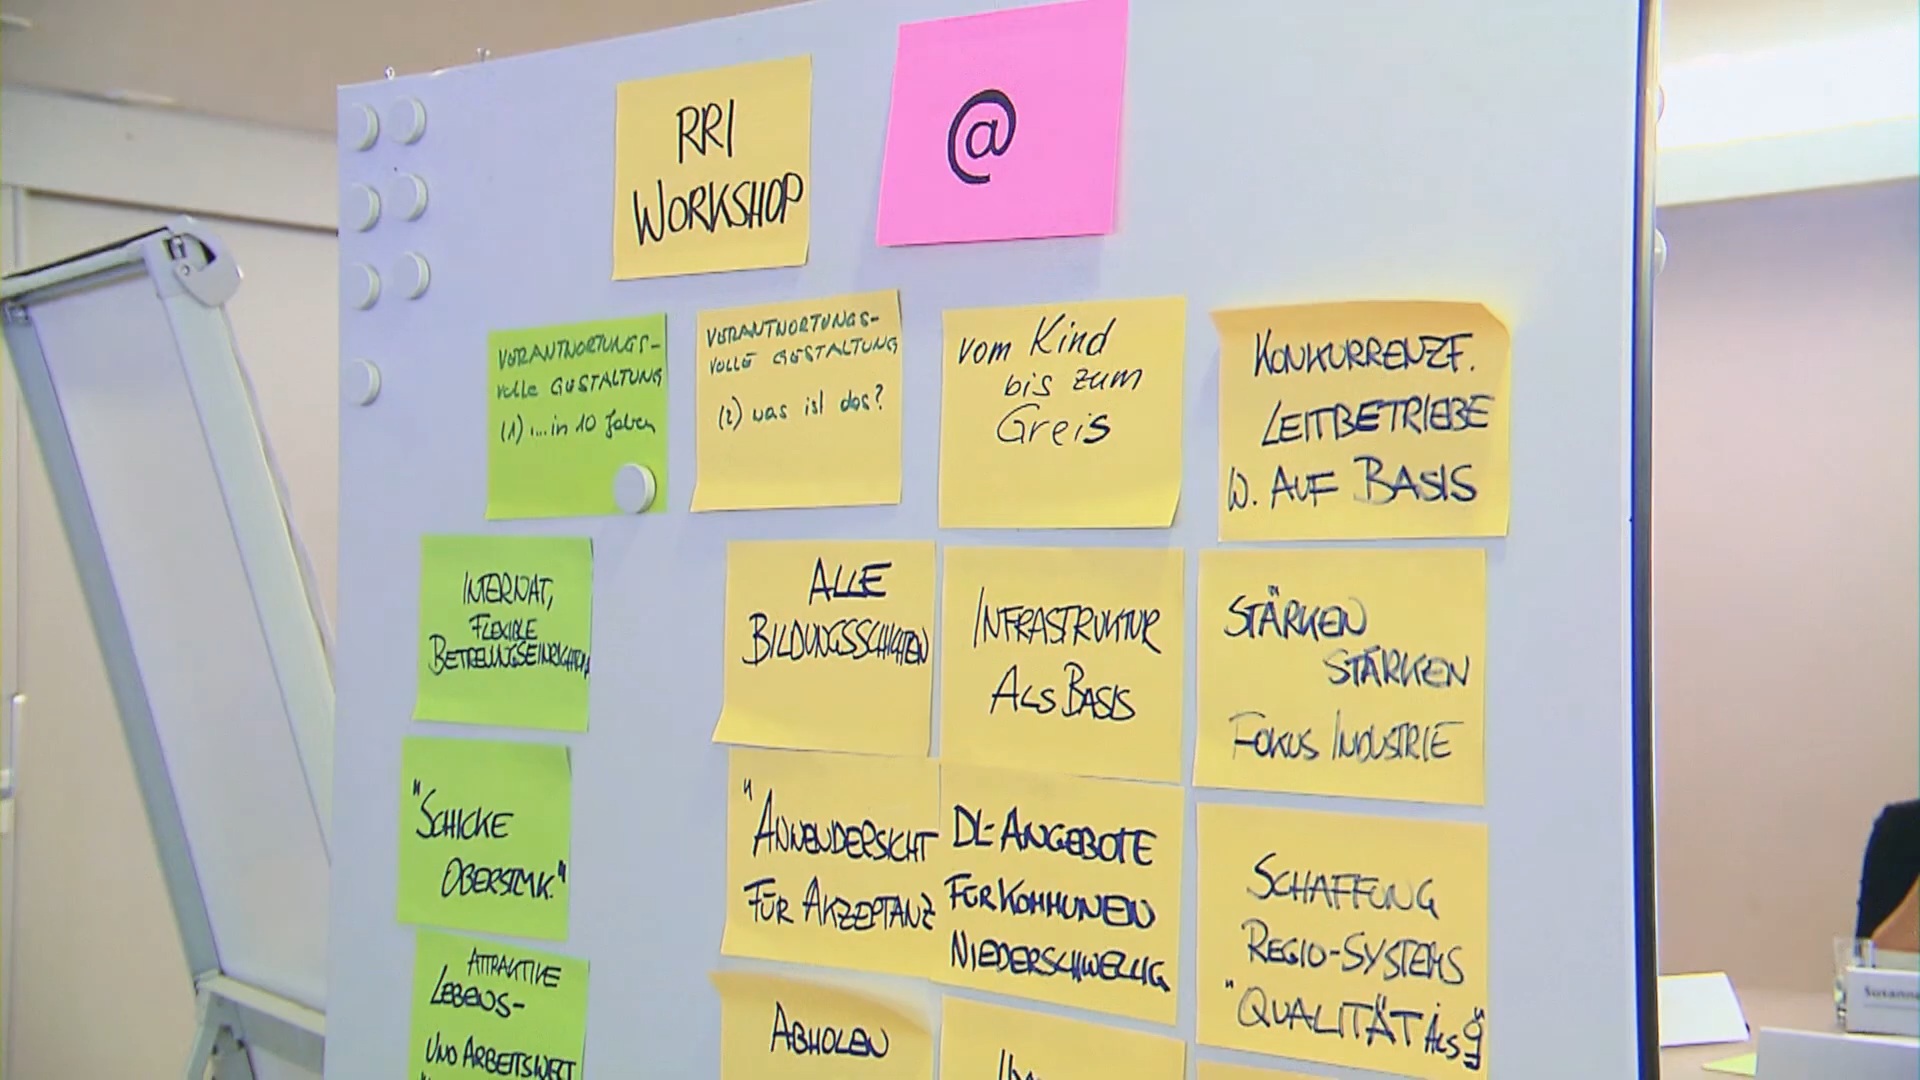 RRI
WORKSHOP
@
VERANTWORTUNGS-
VOLLE GESTALTUNG
(1) ...in 10 Jahren
VERANTWORTUNGS-
VOLLE GESTALTUNG
(2) was ist das?
vom Kind
bis zum
Greis
KONKURRENZF.
LEITBETRIEBE
W. AUF BASIS
INTERNAT,
FLEXIBLE
ALLE
BILDUNGSSCHICHTEN
INFRASTRUKTUR
ALS BASIS
STÄRKEN
STÄRKEN
FOKUS INDUSTRIE
"SCHICKE
"ANWENDERSICHT
FÜR AKZEPTANZ
DL-ANGEBOTE
FÜR KOMMUNEN
NIEDERSCHWELLIG
SCHAFFUNG
REGIO-SYSTEMS
"QUALITÄT ALS
ATTRAKTIVE
LEBENS-
UND ARBEITSWELT
ABHOLEN
Susanne